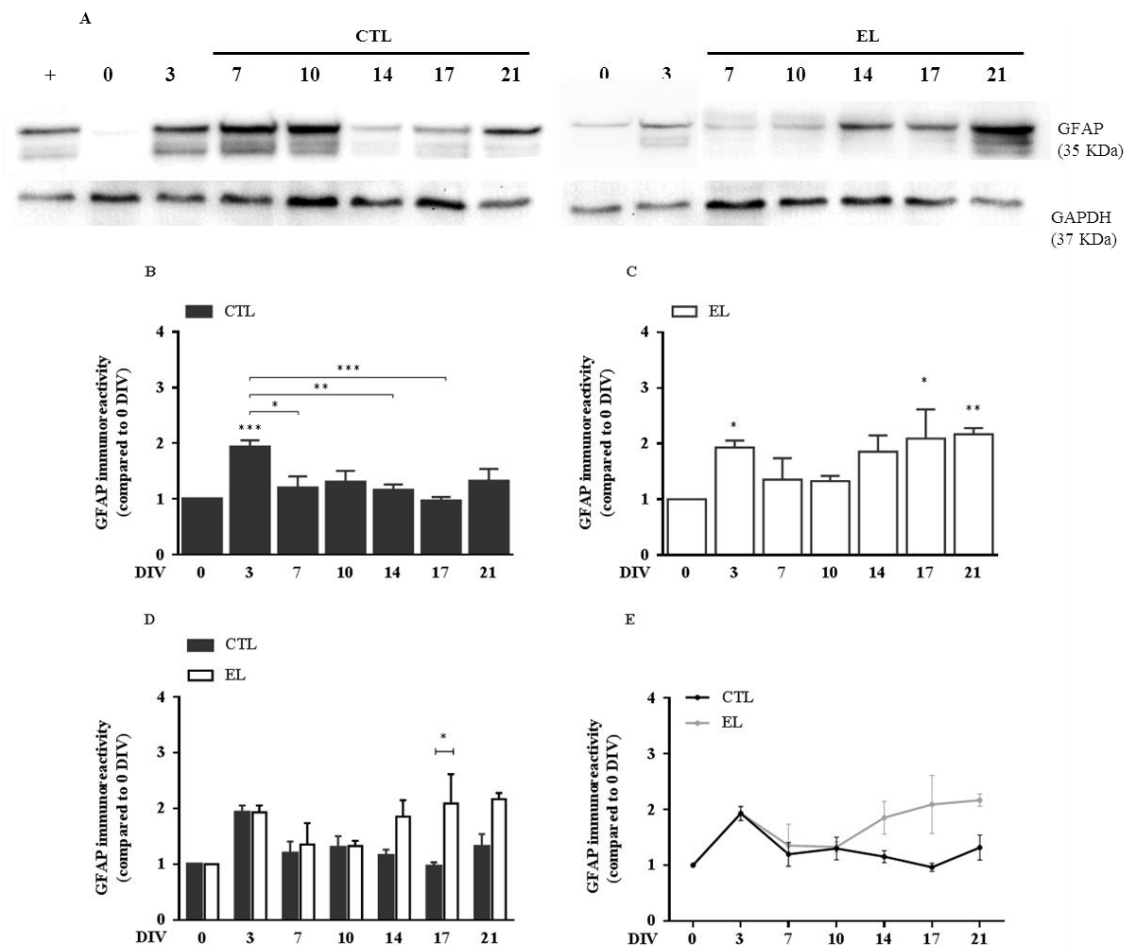 A
CTL EL
+ 0 3 7 10 14 17 21 0 3 7 10 14 17 21
GFAP
(35 KDa)
GAPDH
(37 KDa)
B
CTL
GFAP immunoreactivity
(compared to 0 DIV)
4
3
2
1
0
***
**
*
***
DIV 0 3 7 10 14 17 21
C
EL
GFAP immunoreactivity
(compared to 0 DIV)
4
3
2
1
0
* * **
DIV 0 3 7 10 14 17 21
D
CTL
EL
GFAP immunoreactivity
(compared to 0 DIV)
4
3
2
1
0
*
DIV 0 3 7 10 14 17 21
E
CTL
EL
GFAP immunoreactivity
(compared to 0 DIV)
4
3
2
1
0
DIV 0 3 7 10 14 17 21